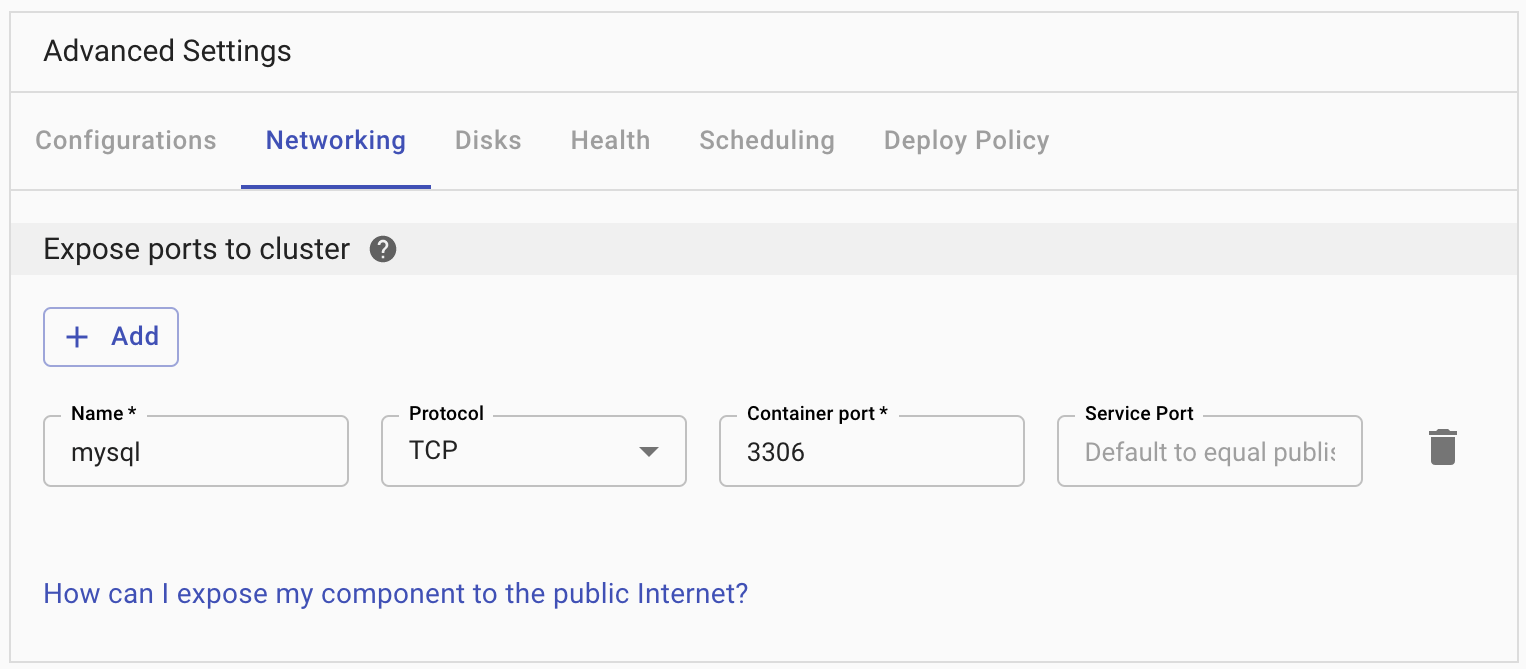 Advanced Settings
Configurations Networking Disks Health Scheduling Deploy Policy
Expose ports to cluster ?
+ Add
Name * Protocol Container port * Service Port
mysql TCP 3306 Default to equal publis
How can I expose my component to the public Internet?